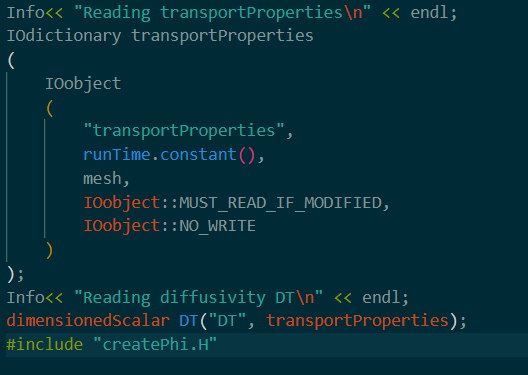 Info<< "Reading transportProperties\n" << endl;
IOdictionary transportProperties
(
    IOobject
    (
        "transportProperties",
        runTime.constant(),
        mesh,
        IOobject::MUST_READ_IF_MODIFIED,
        IOobject::NO_WRITE
    )
);
Info<< "Reading diffusivity DT\n" << endl;
dimensionedScalar DT("DT", transportProperties);
#include "createPhi.H"